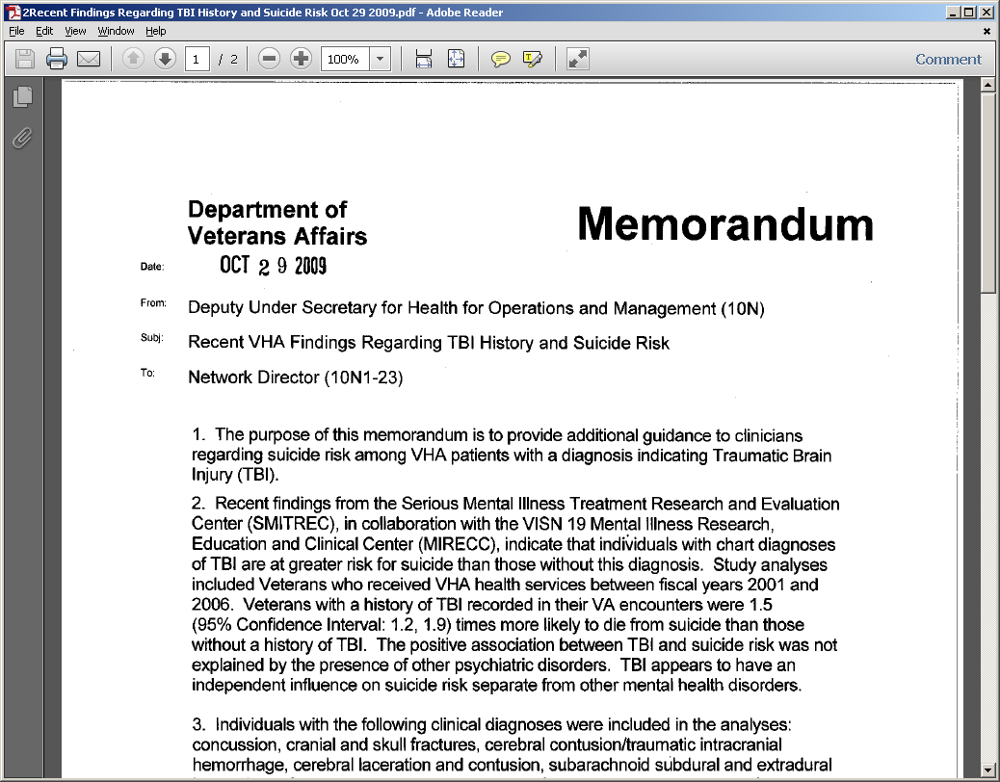 2Recent Findings Regarding TBI History and Suicide Risk Oct 29 2009.pdf - Adobe Reader
File Edit View Window Help
1 / 2 100% Comment
Department of
Veterans Affairs
Memorandum
Date: OCT 29 2009
From: Deputy Under Secretary for Health for Operations and Management (10N)
Subj: Recent VHA Findings Regarding TBI History and Suicide Risk
To: Network Director (10N1-23)
1. The purpose of this memorandum is to provide additional guidance to clinicians
regarding suicide risk among VHA patients with a diagnosis indicating Traumatic Brain
Injury (TBI).
2. Recent findings from the Serious Mental Illness Treatment Research and Evaluation
Center (SMITREC), in collaboration with the VISN 19 Mental Illness Research,
Education and Clinical Center (MIRECC), indicate that individuals with chart diagnoses
of TBI are at greater risk for suicide than those without this diagnosis. Study analyses
included Veterans who received VHA health services between fiscal years 2001 and
2006. Veterans with a history of TBI recorded in their VA encounters were 1.5
(95% Confidence Interval: 1.2, 1.9) times more likely to die from suicide than those
without a history of TBI. The positive association between TBI and suicide risk was not
explained by the presence of other psychiatric disorders. TBI appears to have an
independent influence on suicide risk separate from other mental health disorders.
3. Individuals with the following clinical diagnoses were included in the analyses:
concussion, cranial and skull fractures, cerebral contusion/traumatic intracranial
hemorrhage, cerebral laceration and contusion, subarachnoid subdural and extradural